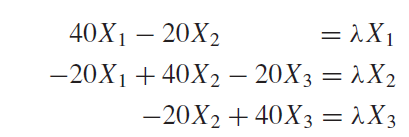 40X₁ − 20X₂ = λX₁
−20X₁ + 40X₂ − 20X₃ = λX₂
−20X₂ + 40X₃ = λX₃